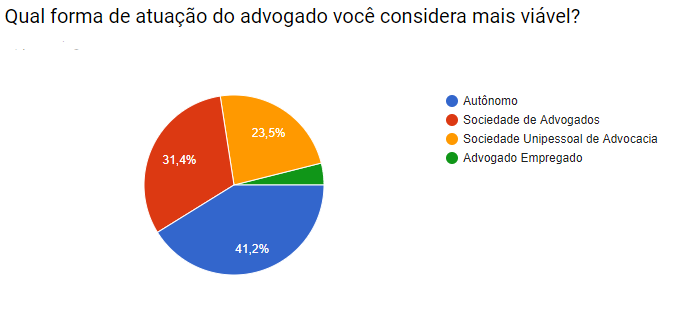 Qual forma de atuação do advogado você considera mais viável?
Autônomo
Sociedade de Advogados
Sociedade Unipessoal de Advocacia
Advogado Empregado
23,5%
31,4%
41,2%